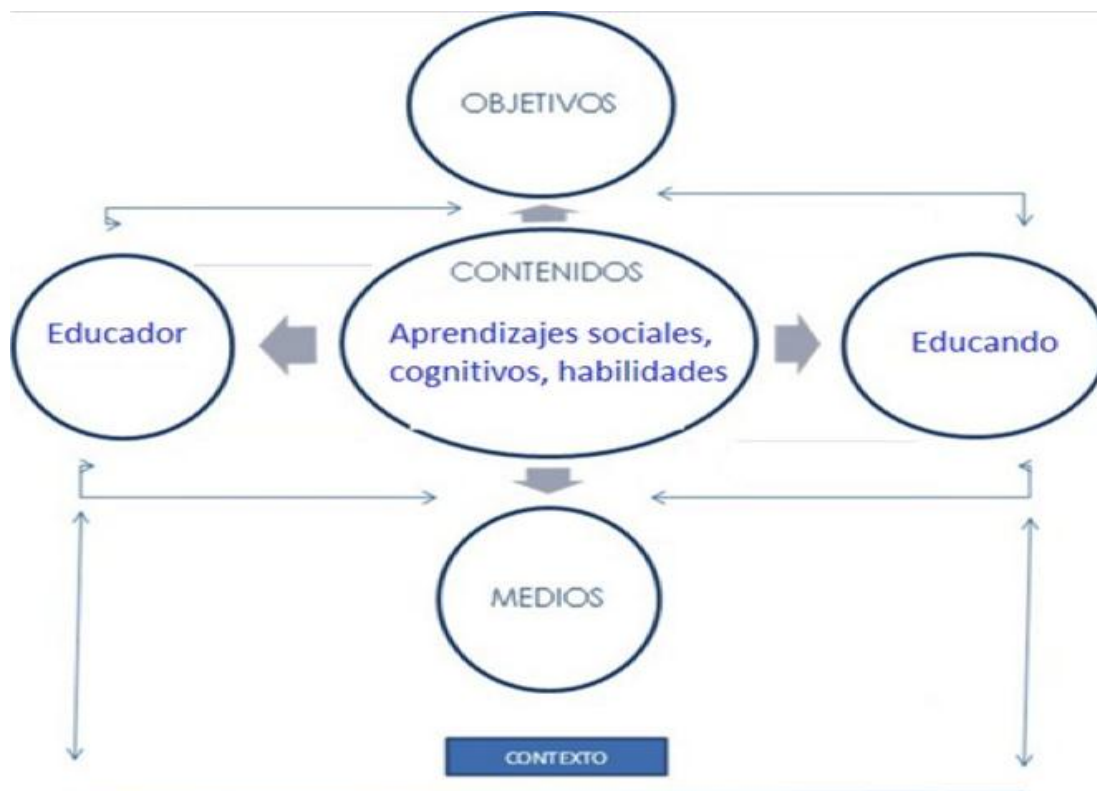 OBJETIVOS
CONTENIDOS
Educador
Aprendizajes sociales,
cognitivos, habilidades
Educando
MEDIOS
CONTEXTO